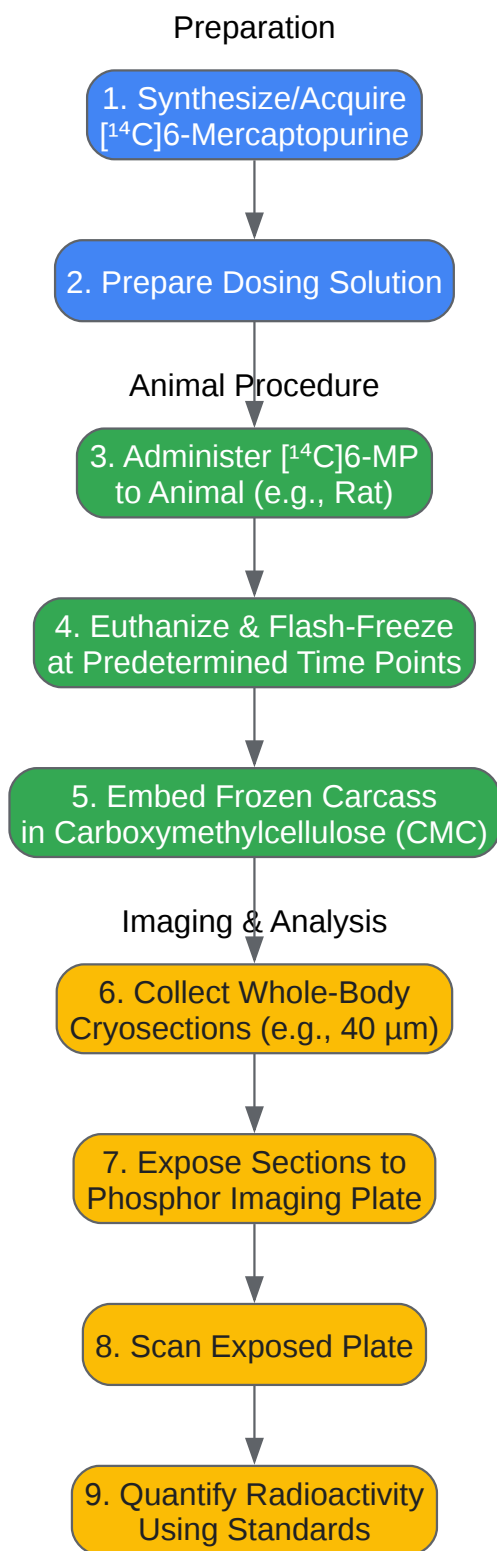 Preparation
1. Synthesize/Acquire
[¹⁴C]6-Mercaptopurine
2. Prepare Dosing Solution
Animal Procedure
3. Administer [¹⁴C]6-MP
to Animal (e.g., Rat)
4. Euthanize & Flash-Freeze
at Predetermined Time Points
5. Embed Frozen Carcass
in Carboxymethylcellulose (CMC)
Imaging & Analysis
6. Collect Whole-Body
Cryosections (e.g., 40 µm)
7. Expose Sections to
Phosphor Imaging Plate
8. Scan Exposed Plate
9. Quantify Radioactivity
Using Standards